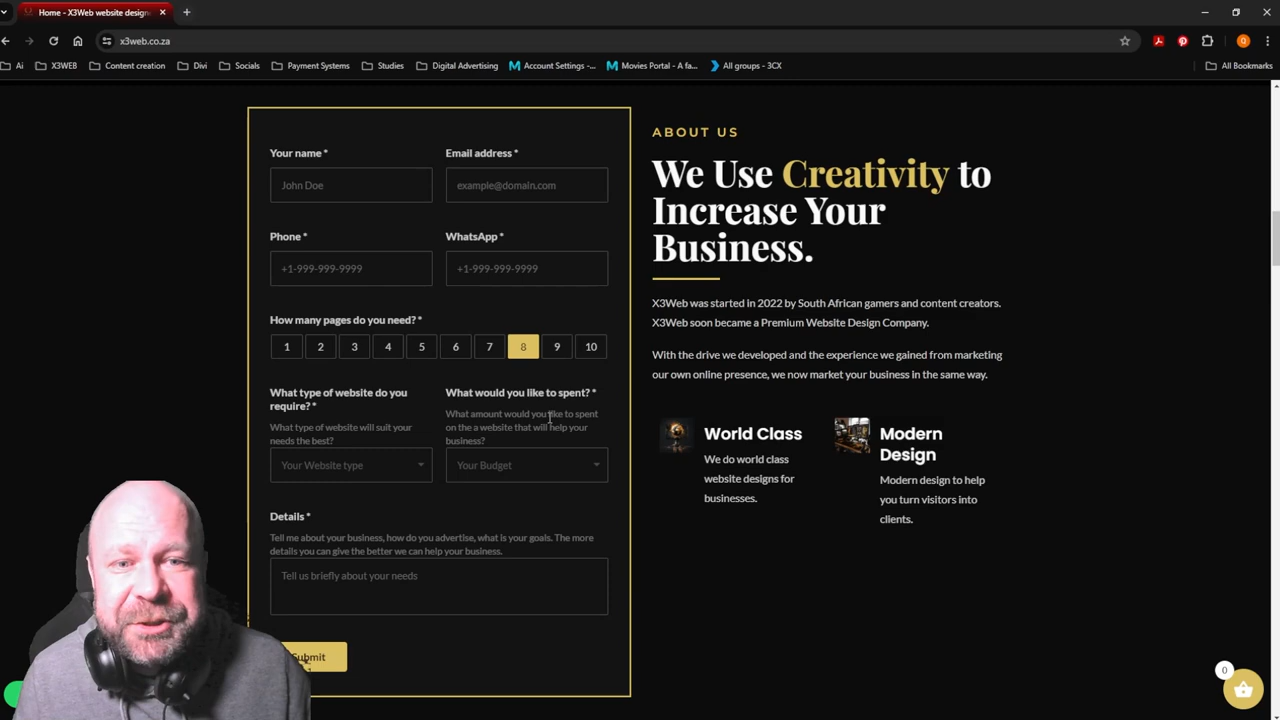 Home - X3Web website design
x3web.co.za
Ai
X3WEB
Content creation
Divi
Socials
Payment Systems
Studies
Digital Advertising
Account Settings -...
Movies Portal - A fa...
All groups - 3CX
All Bookmarks
Your name *
Email address *
John Doe
example@domain.com
Phone *
WhatsApp *
+1-999-999-9999
+1-999-999-9999
How many pages do you need? *
1 2 3 4 5 6 7 8 9 10
What type of website do you
require? *
What type of website will suit your
needs the best?
Your Website type
What would you like to spent? *
What amount would you like to spent
on the a website that will help your
business?
Your Budget
Details *
Tell me about your business, how do you advertise, what is your goals. The more
details you can give the better we can help your business.
Tell us briefly about your needs
Submit
ABOUT US
We Use Creativity to
Increase Your
Business.
X3Web was started in 2022 by South African gamers and content creators.
X3Web soon became a Premium Website Design Company.
With the drive we developed and the experience we gained from marketing
our own online presence, we now market your business in the same way.
World Class
We do world class
website designs for
businesses.
Modern
Design
Modern design to help
you turn visitors into
clients.
0